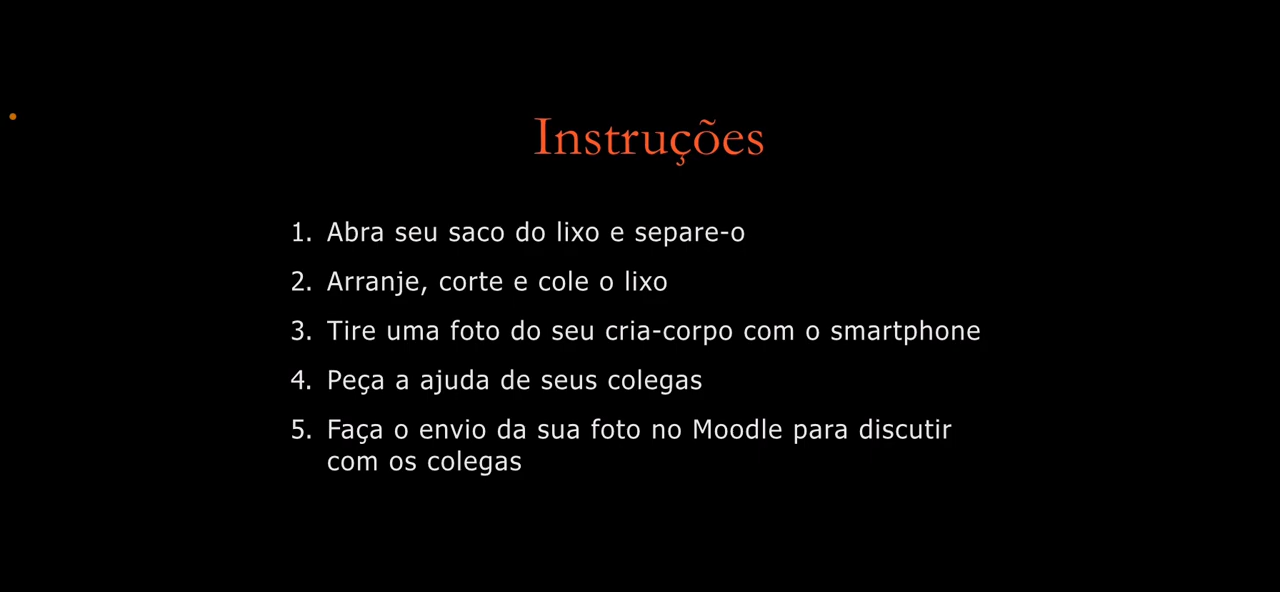 Instruções
1. Abra seu saco do lixo e separe-o
2. Arranje, corte e cole o lixo
3. Tire uma foto do seu cria-corpo com o smartphone
4. Peça a ajuda de seus colegas
5. Faça o envio da sua foto no Moodle para discutir
com os colegas